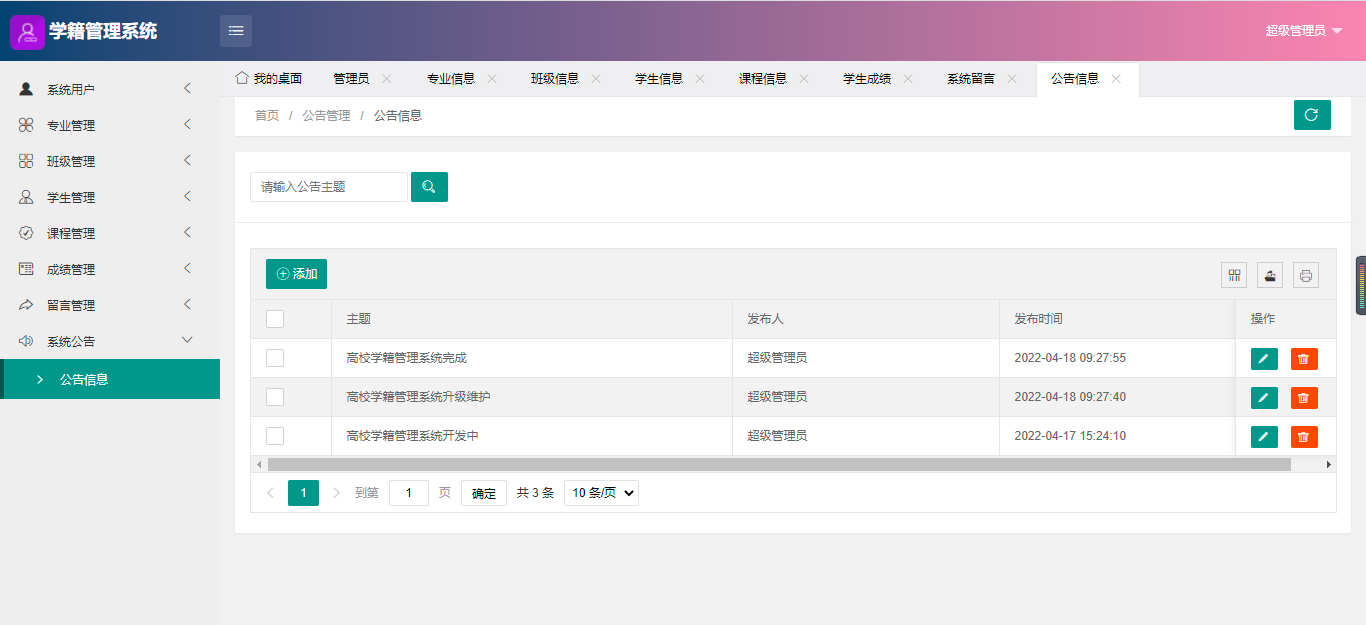 学籍管理系统
超级管理员
系统用户
专业管理
班级管理
学生管理
课程管理
成绩管理
留言管理
系统公告
公告信息
我的桌面 管理员 专业信息 班级信息 学生信息 课程信息 学生成绩 系统留言 公告信息
首页 / 公告管理 / 公告信息
请输入公告主题
添加
主题 发布人 发布时间 操作
高校学籍管理系统完成 超级管理员 2022-04-18 09:27:55
高校学籍管理系统升级维护 超级管理员 2022-04-18 09:27:40
高校学籍管理系统开发中 超级管理员 2022-04-17 15:24:10
1 到第 1 页 确定 共 3 条 10 条/页